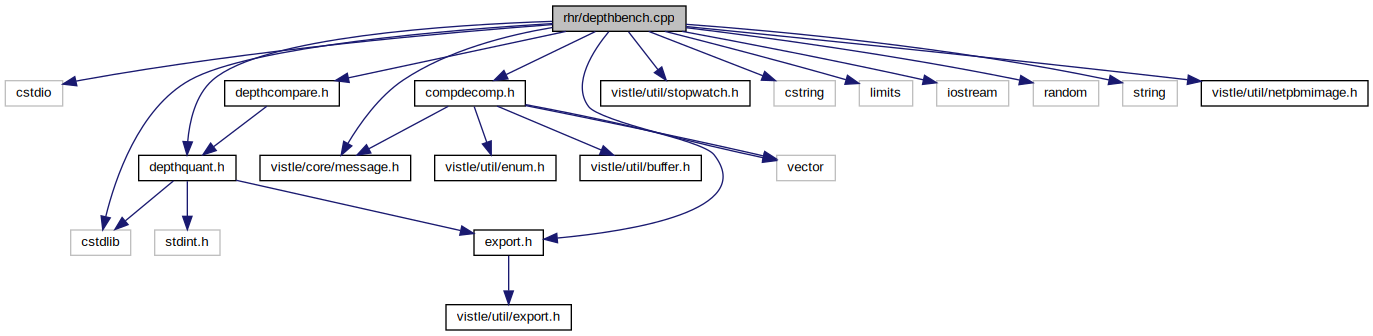 rhr/depthbench.cpp
cstdio
depthcompare.h
compdecomp.h
vistle/util/stopwatch.h
cstring
limits
iostream
random
string
vistle/util/netpbmimage.h
depthquant.h
vistle/core/message.h
vistle/util/enum.h
vistle/util/buffer.h
vector
cstdlib
stdint.h
export.h
vistle/util/export.h